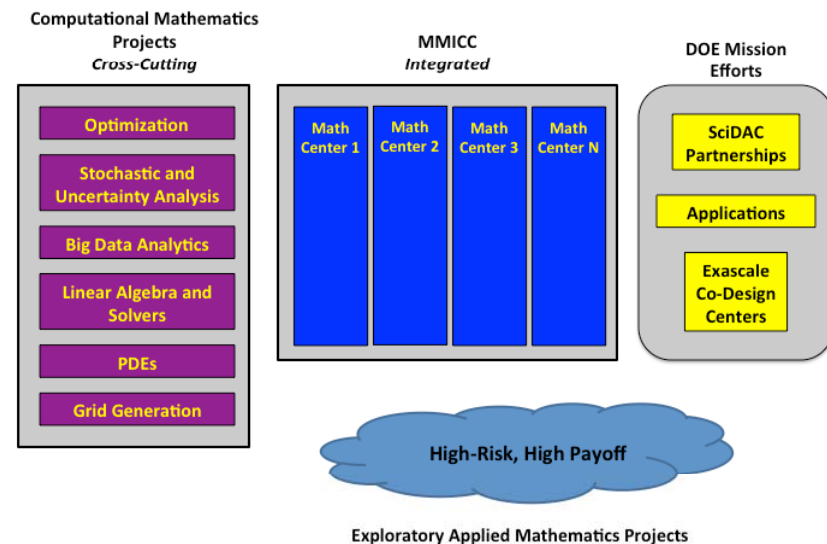 Computational Mathematics
Projects
Cross-Cutting
Optimization
Stochastic and
Uncertainty Analysis
Big Data Analytics
Linear Algebra and
Solvers
PDEs
Grid Generation
MMICC
Integrated
Math
Center 1
Math
Center 2
Math
Center 3
Math
Center N
DOE Mission
Efforts
SciDAC
Partnerships
Applications
Exascale
Co-Design
Centers
High-Risk, High Payoff
Exploratory Applied Mathematics Projects